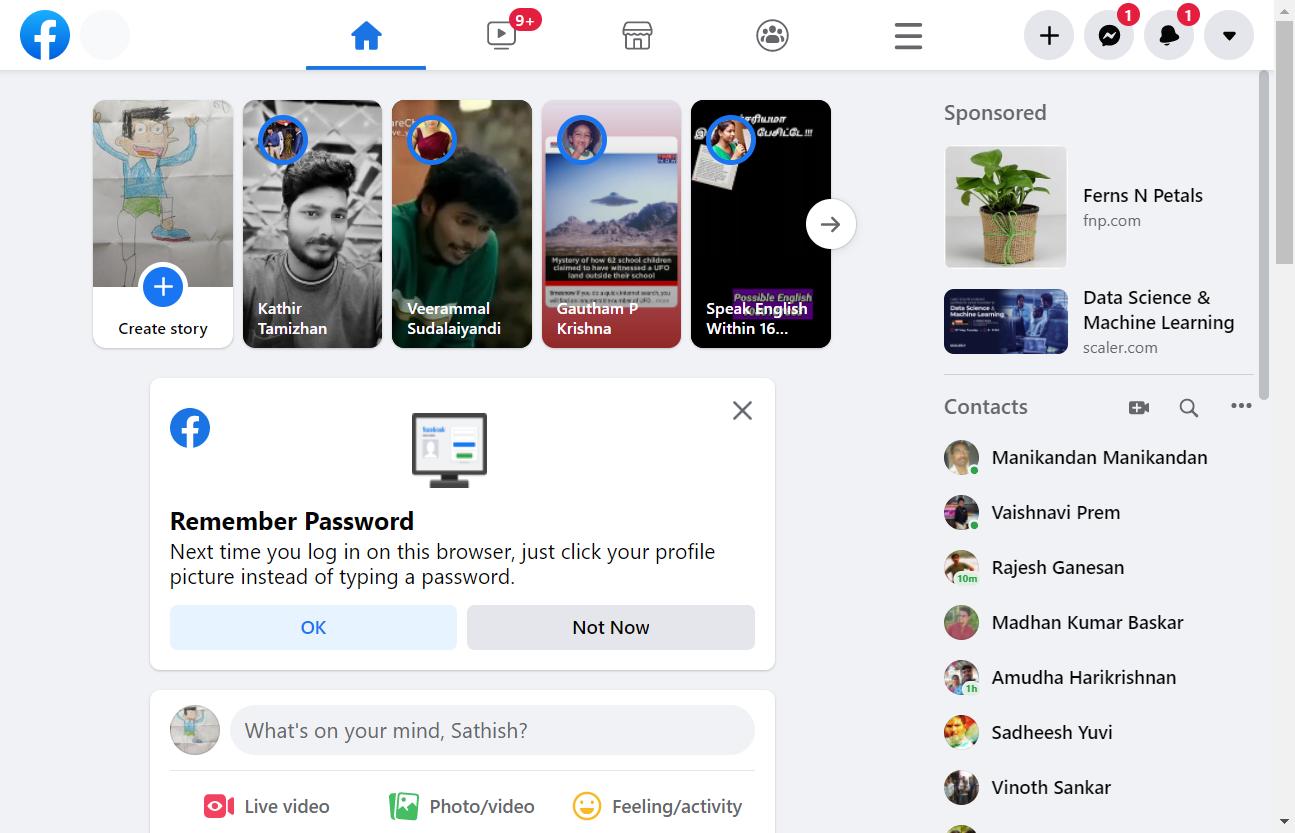 9+
1
1
Create story
Kathir
Tamizhan
Veerammal
Sudalaiyandi
Mystery of how 62 school children
claimed to have witnessed a UFO
land outside their school
Gautham P
Krishna
பேசிட்டே !!!
Possible English
Speak English
Within 16...
Sponsored
Ferns N Petals
fnp.com
Data Science &
Machine Learning
Data Science &
Machine Learning
scaler.com
Remember Password
Next time you log in on this browser, just click your profile
picture instead of typing a password.
OK
Not Now
What's on your mind, Sathish?
Live video
Photo/video
Feeling/activity
Contacts
Manikandan Manikandan
Vaishnavi Prem
10m
Rajesh Ganesan
Madhan Kumar Baskar
1h
Amudha Harikrishnan
Sadheesh Yuvi
Vinoth Sankar